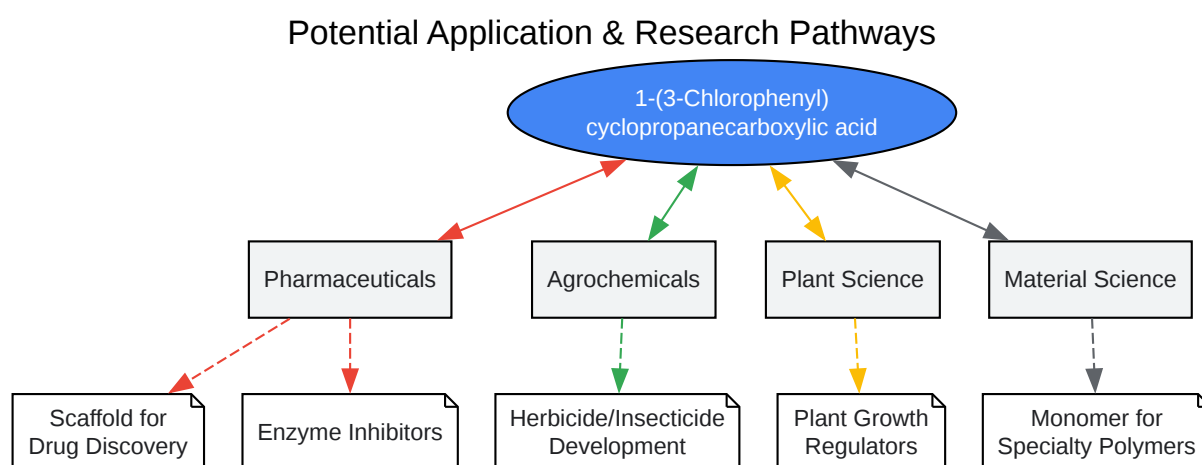 Potential Application & Research Pathways
1-(3-Chlorophenyl)
cyclopropanecarboxylic acid
Pharmaceuticals
Agrochemicals
Plant Science
Material Science
Scaffold for
Drug Discovery
Enzyme Inhibitors
Herbicide/Insecticide
Development
Plant Growth
Regulators
Monomer for
Specialty Polymers